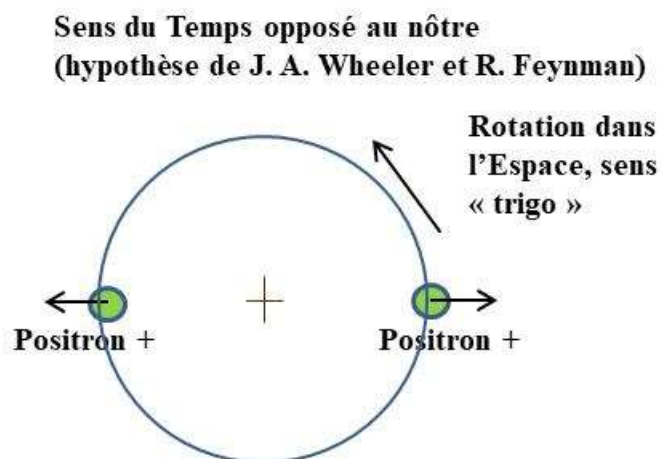 Sens du Temps opposé au nôtre
(hypothèse de J. A. Wheeler et R. Feynman)
Rotation dans
l’Espace, sens
« trigo »
Positron +
Positron +